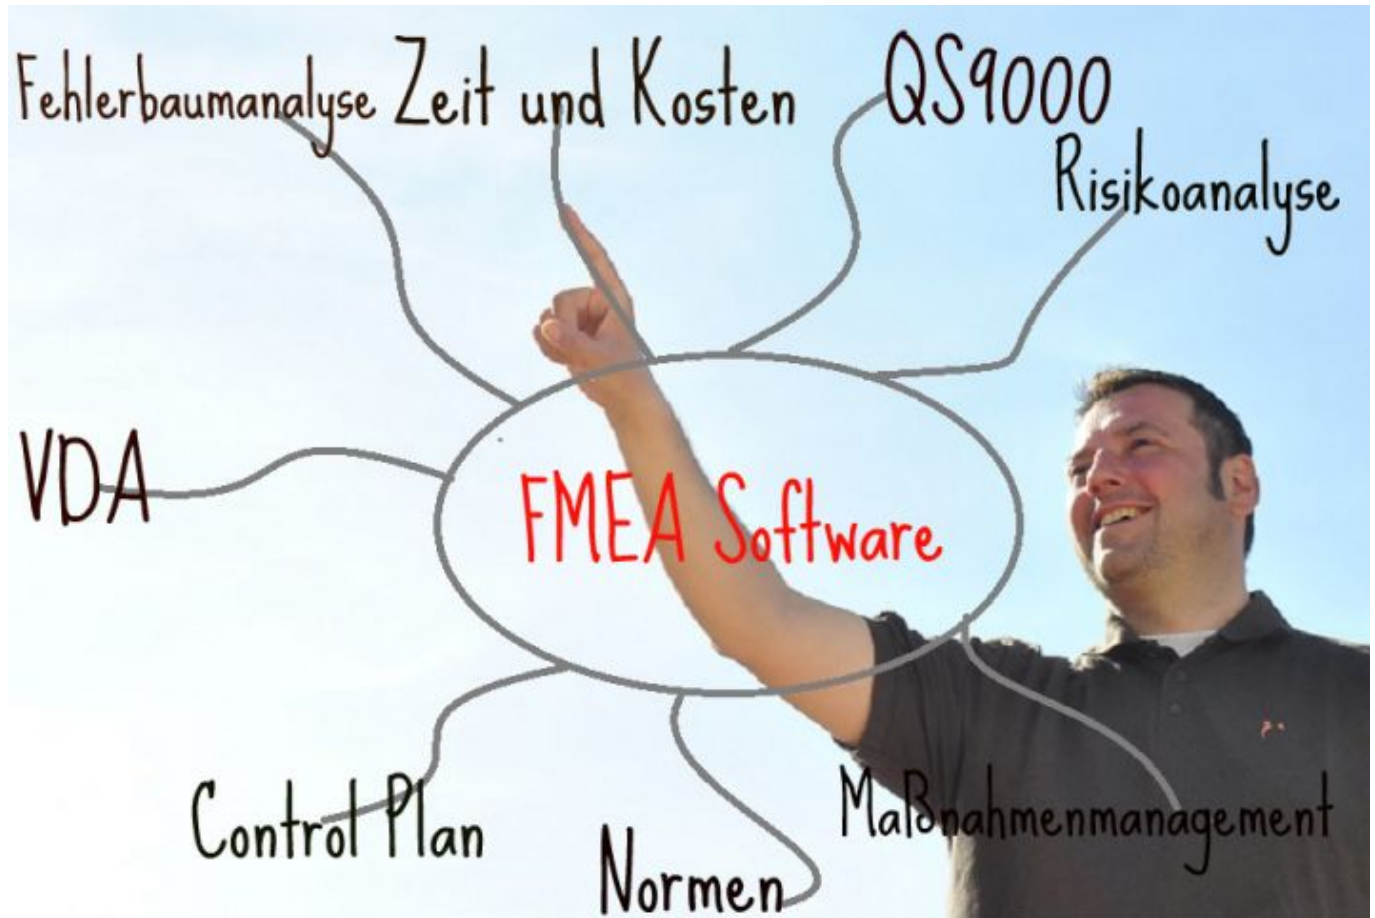 Fehlerbaumanalyse
Zeit und Kosten
QS9000
Risikoanalyse
VDA
FMEA Software
Control Plan
Normen
Maßnahmenmanagement